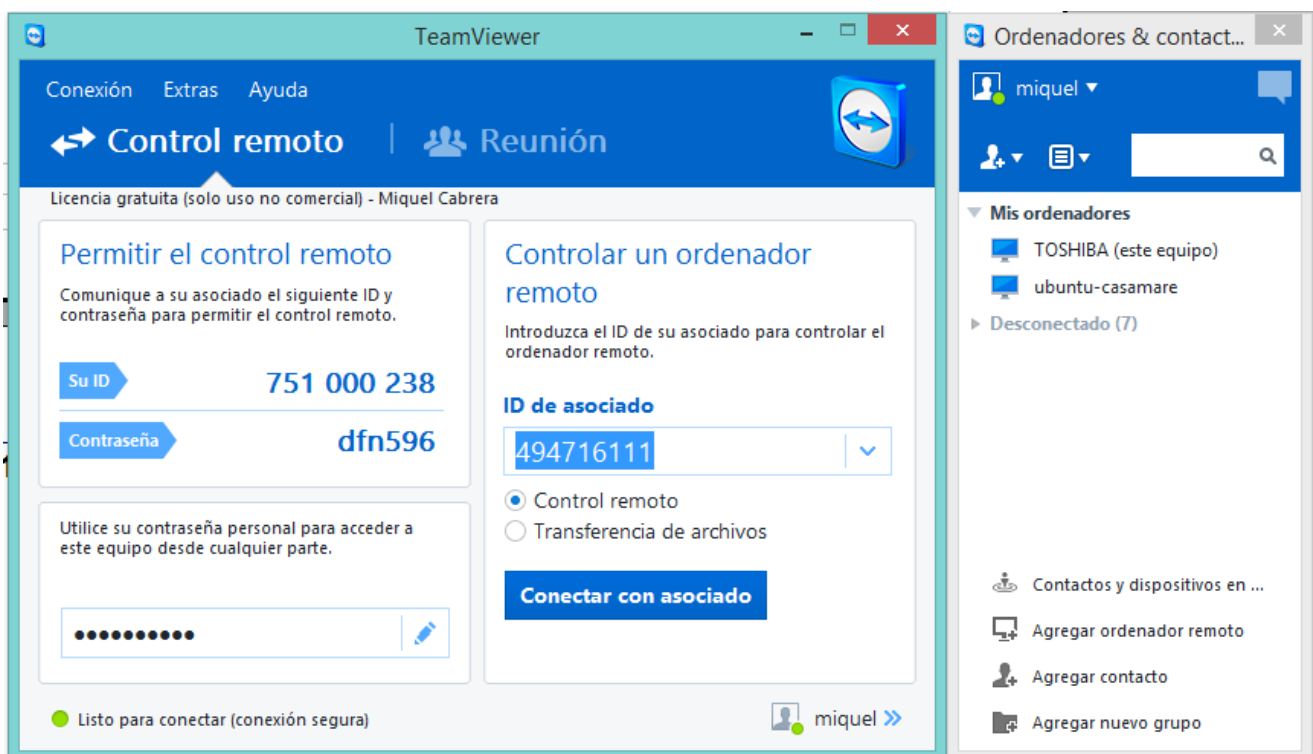 TeamViewer
Conexión Extras Ayuda
Control remoto
Reunión
Licencia gratuita (solo uso no comercial) - Miquel Cabrera
Permitir el control remoto
Comunique a su asociado el siguiente ID y
contraseña para permitir el control remoto.
Su ID 751 000 238
Contraseña dfn596
Utilice su contraseña personal para acceder a
este equipo desde cualquier parte.
••••••••••
Controlar un ordenador
remoto
Introduzca el ID de su asociado para controlar el
ordenador remoto.
ID de asociado
494716111
Control remoto
Transferencia de archivos
Conectar con asociado
Listo para conectar (conexión segura)
miquel
Ordenadores & contact...
miquel
Mis ordenadores
TOSHIBA (este equipo)
ubuntu-casamare
Desconectado (7)
Contactos y dispositivos en ...
Agregar ordenador remoto
Agregar contacto
Agregar nuevo grupo